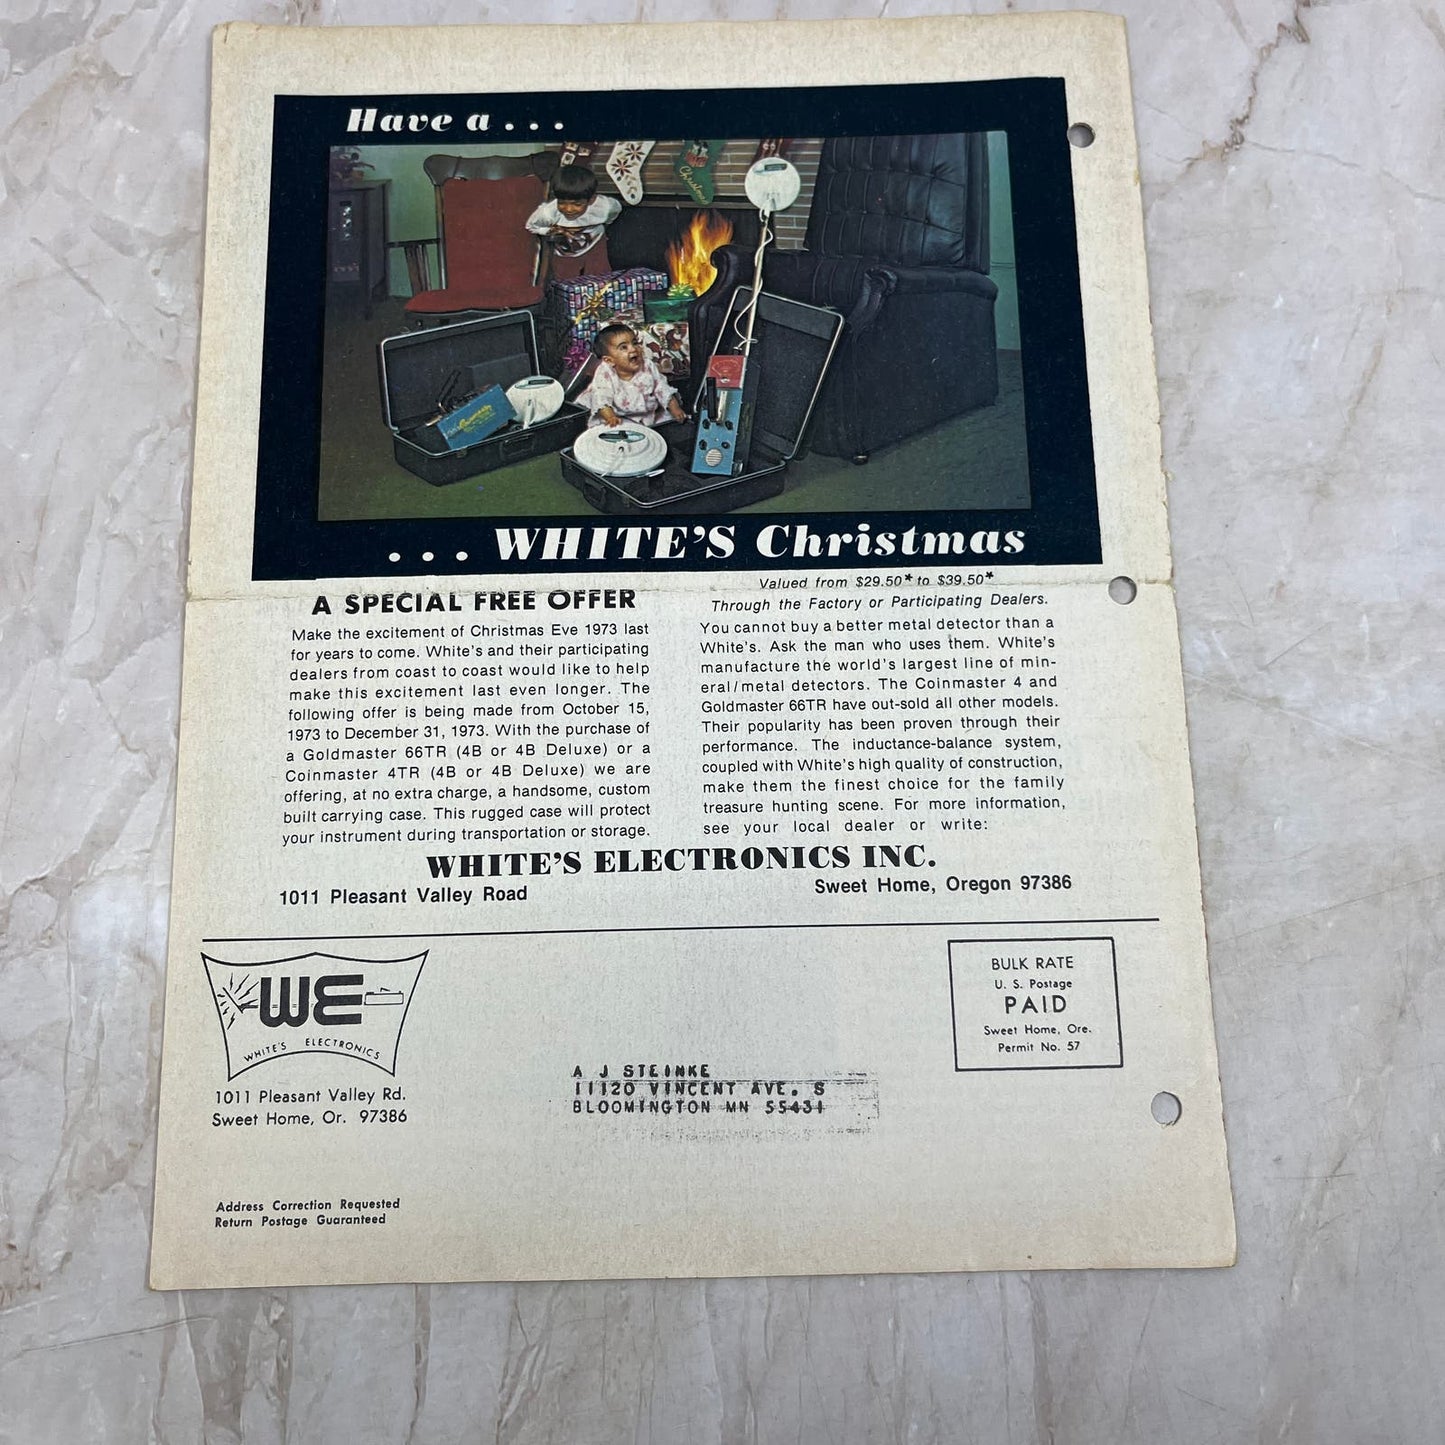 Have a . . .
Christmas
. . . WHITE'S Christmas
A SPECIAL FREE OFFER
Make the excitement of Christmas Eve 1973 last
for years to come. White's and their participating
dealers from coast to coast would like to help
make this excitement last even longer. The
following offer is being made from October 15,
1973 to December 31, 1973. With the purchase of
a Goldmaster 66TR (4B or 4B Deluxe) or a
Coinmaster 4TR (4B or 4B Deluxe) we are
offering, at no extra charge, a handsome, custom
built carrying case. This rugged case will protect
your instrument during transportation or storage.
Valued from $29.50* to $39.50*
Through the Factory or Participating Dealers.
You cannot buy a better metal detector than a
White's. Ask the man who uses them. White's
manufacture the world's largest line of min-
eral/metal detectors. The Coinmaster 4 and
Goldmaster 66TR have out-sold all other models.
Their popularity has been proven through their
performance. The inductance-balance system,
coupled with White's high quality of construction,
make them the finest choice for the family
treasure hunting scene. For more information,
see your local dealer or write:
WHITE'S ELECTRONICS INC.
1011 Pleasant Valley Road
Sweet Home, Oregon 97386
WE
WHITE'S ELECTRONICS
1011 Pleasant Valley Rd.
Sweet Home, Or. 97386
BULK RATE
U. S. Postage
PAID
Sweet Home, Ore.
Permit No. 57
A J STEINKE
11120 VINCENT AVE. S
BLOOMINGTON MN 55431
Address Correction Requested
Return Postage Guaranteed